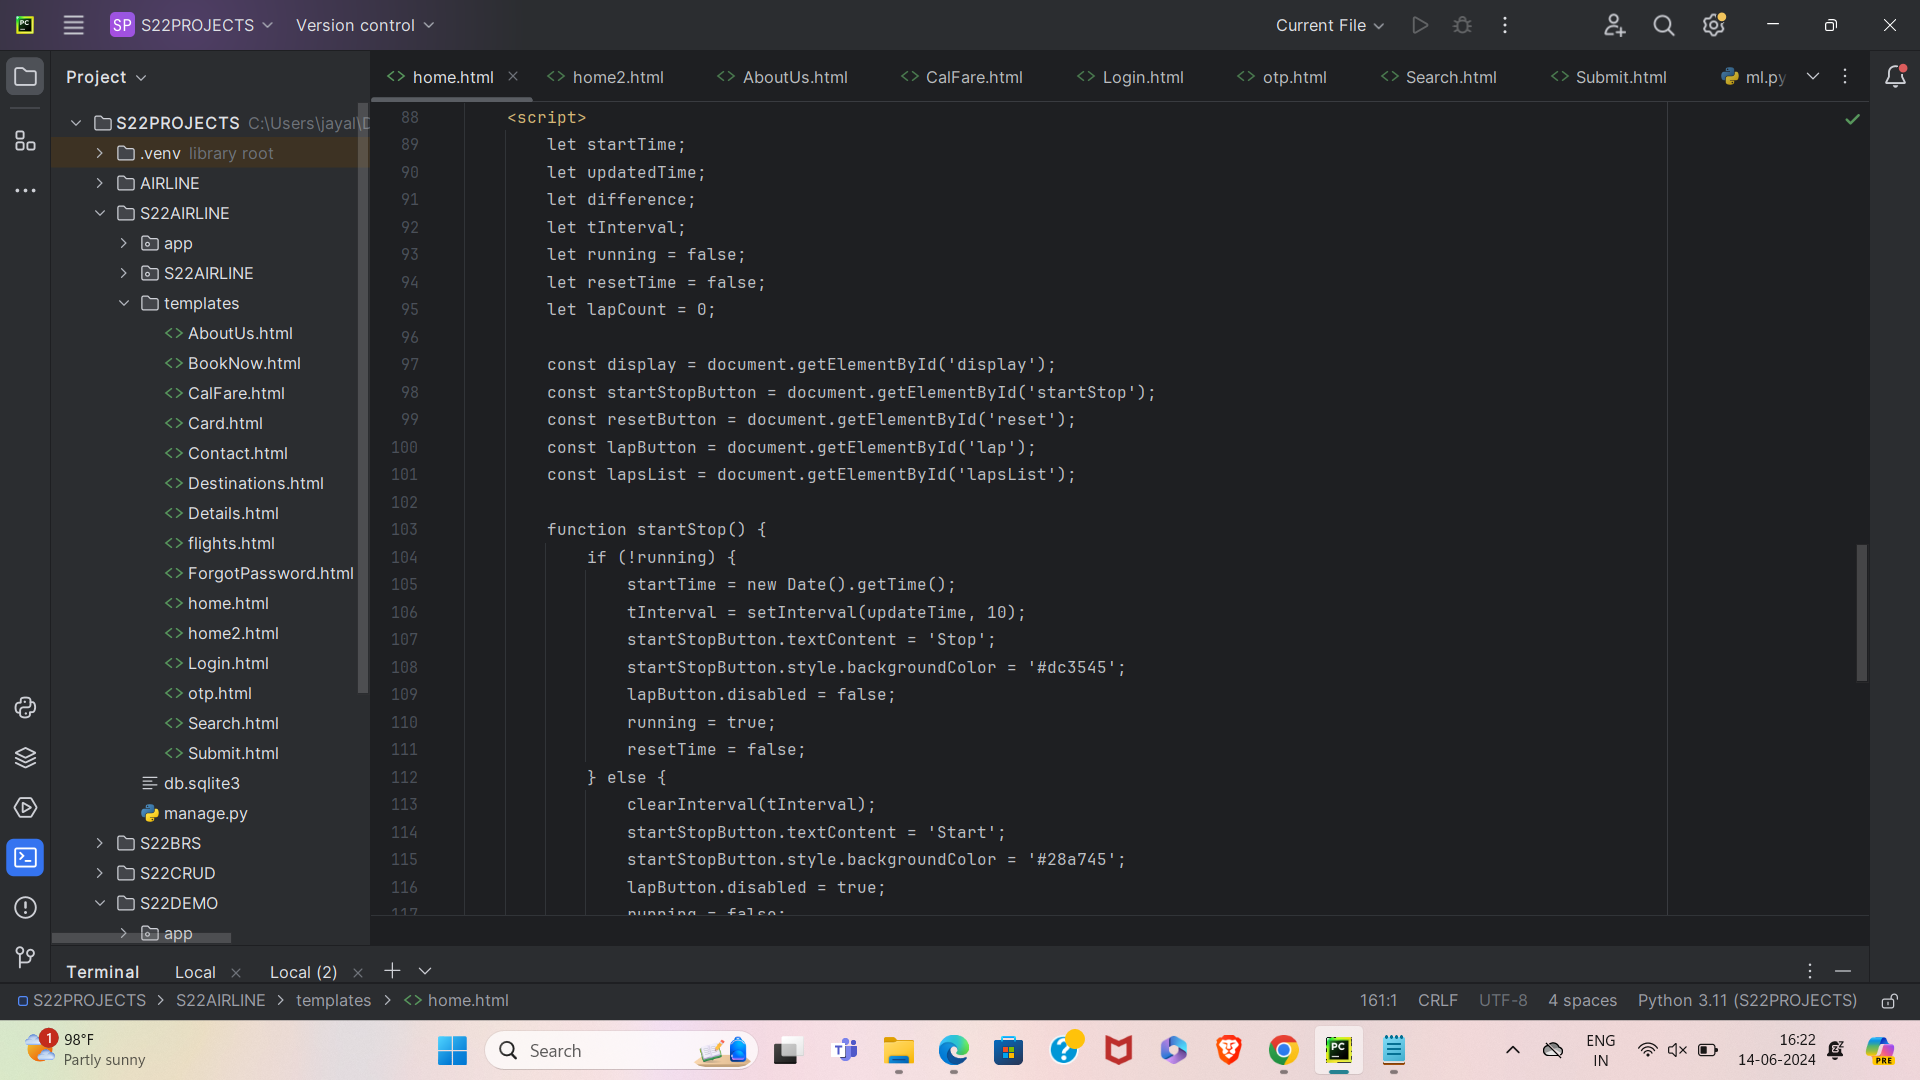 SP S22PROJECTS Version control Current File
Project
home.html home2.html AboutUs.html CalFare.html Login.html otp.html Search.html Submit.html ml.py
S22PROJECTS C:\Users\jayal\D
.venv library root
AIRLINE
S22AIRLINE
app
S22AIRLINE
templates
AboutUs.html
BookNow.html
CalFare.html
Card.html
Contact.html
Destinations.html
Details.html
flights.html
ForgotPassword.html
home.html
home2.html
Login.html
otp.html
Search.html
Submit.html
db.sqlite3
manage.py
S22BRS
S22CRUD
S22DEMO
app
88 <script>
89 let startTime;
90 let updatedTime;
91 let difference;
92 let tInterval;
93 let running = false;
94 let resetTime = false;
95 let lapCount = 0;
96
97 const display = document.getElementById('display');
98 const startStopButton = document.getElementById('startStop');
99 const resetButton = document.getElementById('reset');
100 const lapButton = document.getElementById('lap');
101 const lapsList = document.getElementById('lapsList');
102
103 function startStop() {
104 if (!running) {
105 startTime = new Date().getTime();
106 tInterval = setInterval(updateTime, 10);
107 startStopButton.textContent = 'Stop';
108 startStopButton.style.backgroundColor = '#dc3545';
109 lapButton.disabled = false;
110 running = true;
111 resetTime = false;
112 } else {
113 clearInterval(tInterval);
114 startStopButton.textContent = 'Start';
115 startStopButton.style.backgroundColor = '#28a745';
116 lapButton.disabled = true;
117 running = false;
Terminal Local Local (2)
S22PROJECTS > S22AIRLINE > templates > home.html 161:1 CRLF UTF-8 4 spaces Python 3.11 (S22PROJECTS)
1 98°F
Partly sunny
Search
ENG
IN
16:22
14-06-2024
PRE